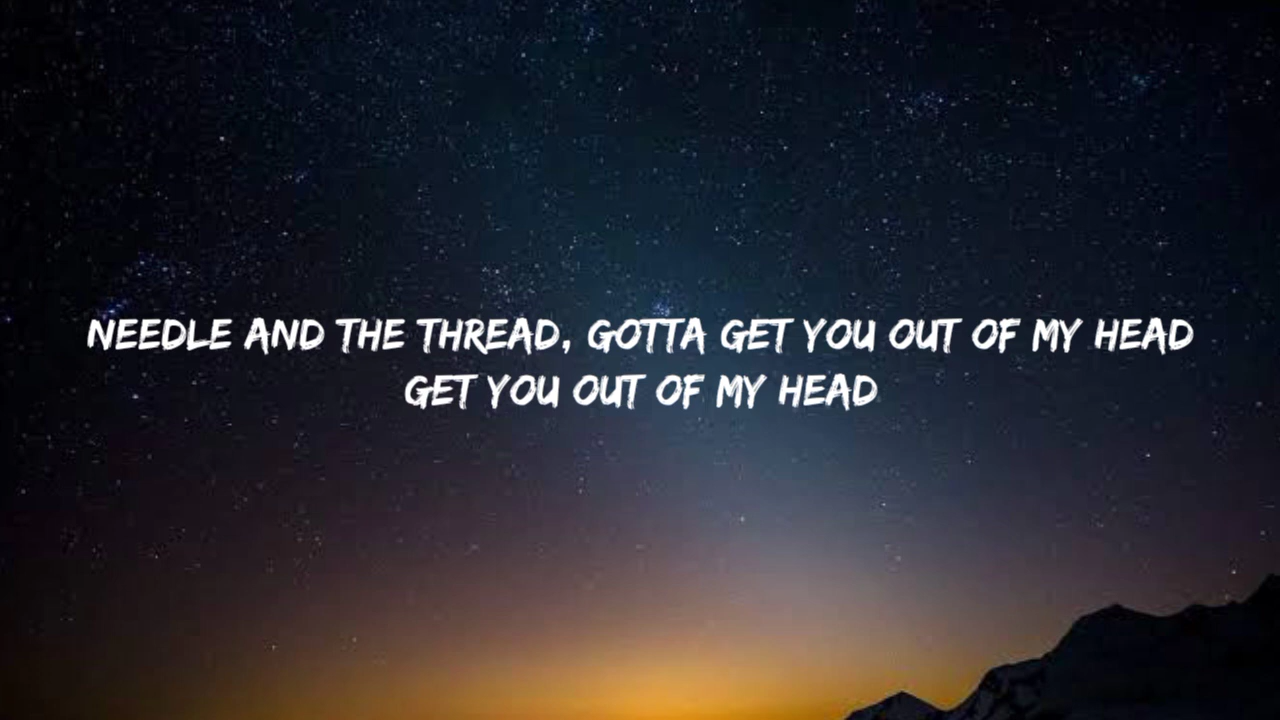 NEEDLE AND THE THREAD, GOTTA GET YOU OUT OF MY HEAD
GET YOU OUT OF MY HEAD